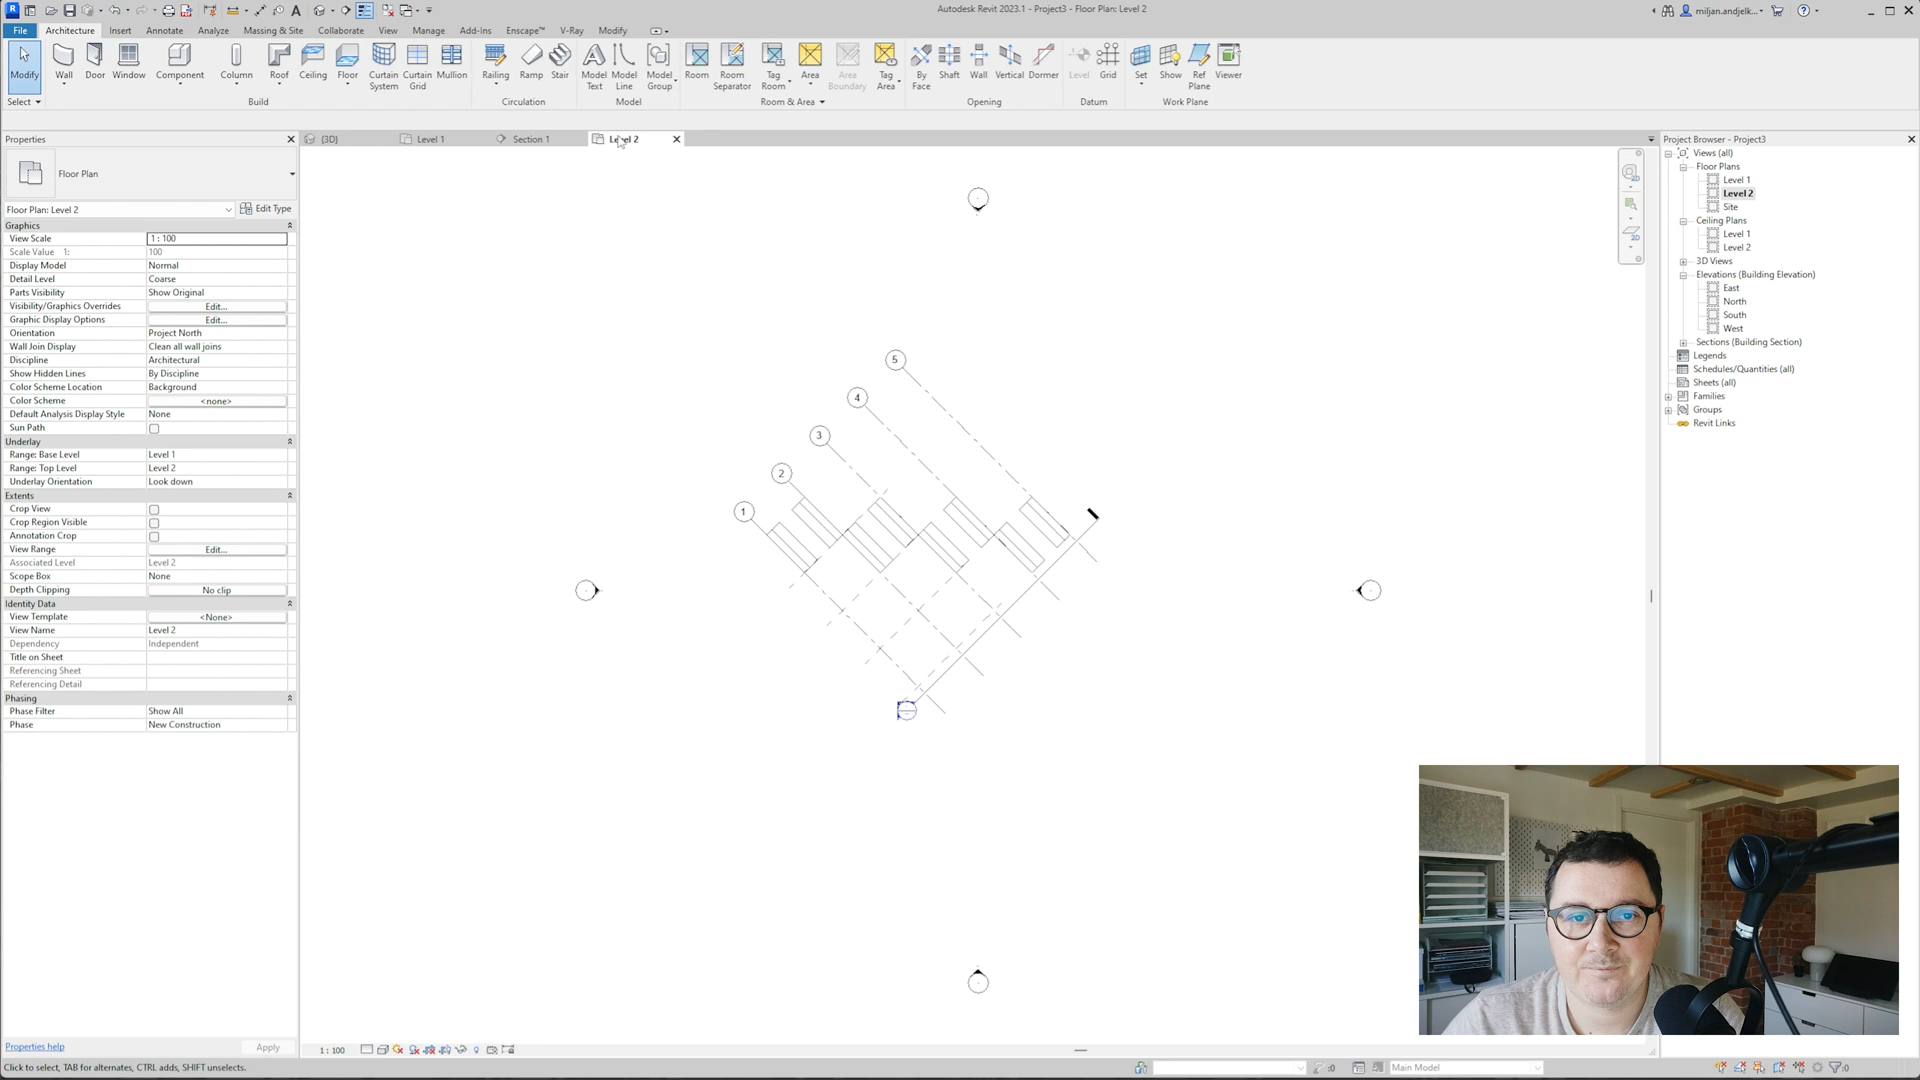 Autodesk Revit 2023.1 - Project3 - Floor Plan: Level 2
miljan.andjelk...
File Architecture Insert Annotate Analyze Massing & Site Collaborate View Manage Add-Ins Enscape™ V-Ray Modify
Modify Wall Door Window Component Column Roof Ceiling Floor Curtain System Curtain Grid Mullion Railing Ramp Stair Model Text Model Line Model Group Room Room Separator Tag Room Area Area Boundary Tag Area By Face Shaft Wall Vertical Dormer Level Grid Set Show Ref Plane Viewer
Select Build Circulation Model Room & Area Opening Datum Work Plane
Properties
{3D} Level 1 Section 1 Level 2
Project Browser - Project3
Floor Plan
Floor Plan: Level 2 Edit Type
Graphics
View Scale 1 : 100
Scale Value 1: 100
Display Model Normal
Detail Level Coarse
Parts Visibility Show Original
Visibility/Graphics Overrides Edit...
Graphic Display Options Edit...
Orientation Project North
Wall Join Display Clean all wall joins
Discipline Architectural
Show Hidden Lines By Discipline
Color Scheme Location Background
Color Scheme <none>
Default Analysis Display Style None
Sun Path
Underlay
Range: Base Level Level 1
Range: Top Level Level 2
Underlay Orientation Look down
Extents
Crop View
Crop Region Visible
Annotation Crop
View Range Edit...
Associated Level Level 2
Scope Box None
Depth Clipping No clip
Identity Data
View Template <None>
View Name Level 2
Dependency Independent
Title on Sheet
Referencing Sheet
Referencing Detail
Phasing
Phase Filter Show All
Phase New Construction
Properties help Apply
5
4
3
2
1
2D
2D
Views (all)
Floor Plans
Level 1
Level 2
Site
Ceiling Plans
Level 1
Level 2
3D Views
Elevations (Building Elevation)
East
North
South
West
Sections (Building Section)
Legends
Schedules/Quantities (all)
Sheets (all)
Families
Groups
Revit Links
1 : 100
Click to select, TAB for alternates, CTRL adds, SHIFT unselects.
:0
Main Model
:0